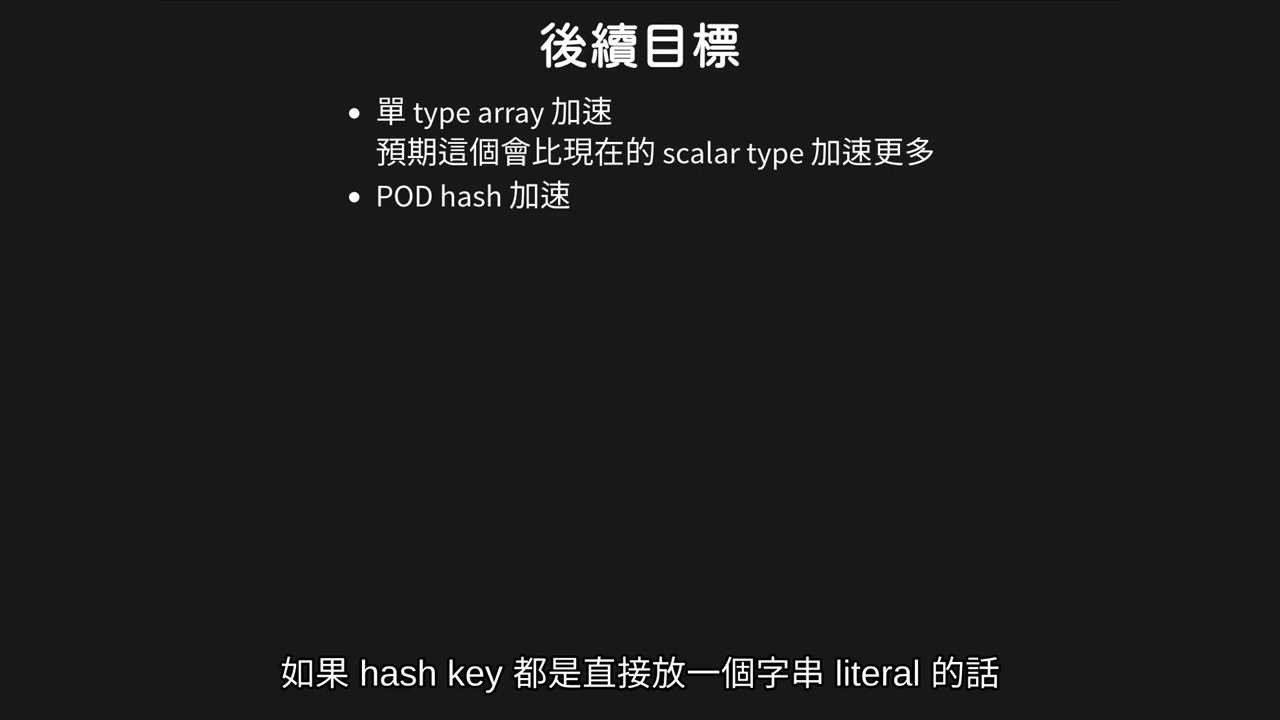 後續目標
• 單 type array 加速
預期這個會比現在的 scalar type 加速更多
• POD hash 加速
如果 hash key 都是直接放一個字串 literal 的話